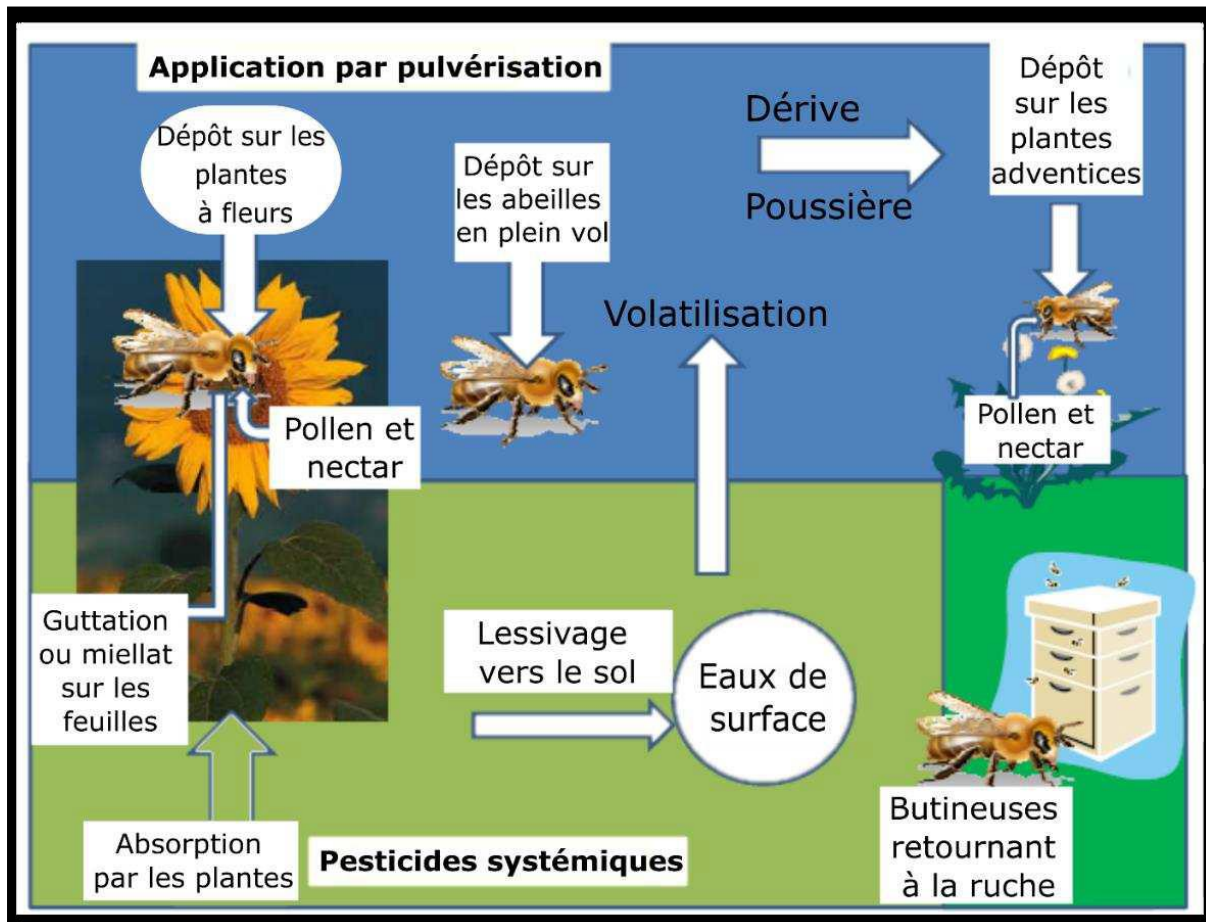 Application par pulvérisation
Dépôt sur les
plantes
à fleurs
Dépôt sur
les abeilles
en plein vol
Dérive
Poussière
Dépôt
sur les
plantes
adventices
Volatilisation
Pollen et
nectar
Pollen et
nectar
Guttation
ou miellat
sur les
feuilles
Lessivage
vers le sol
Eaux de
surface
Absorption
par les plantes
Pesticides systémiques
Butineuses
retournant
à la ruche